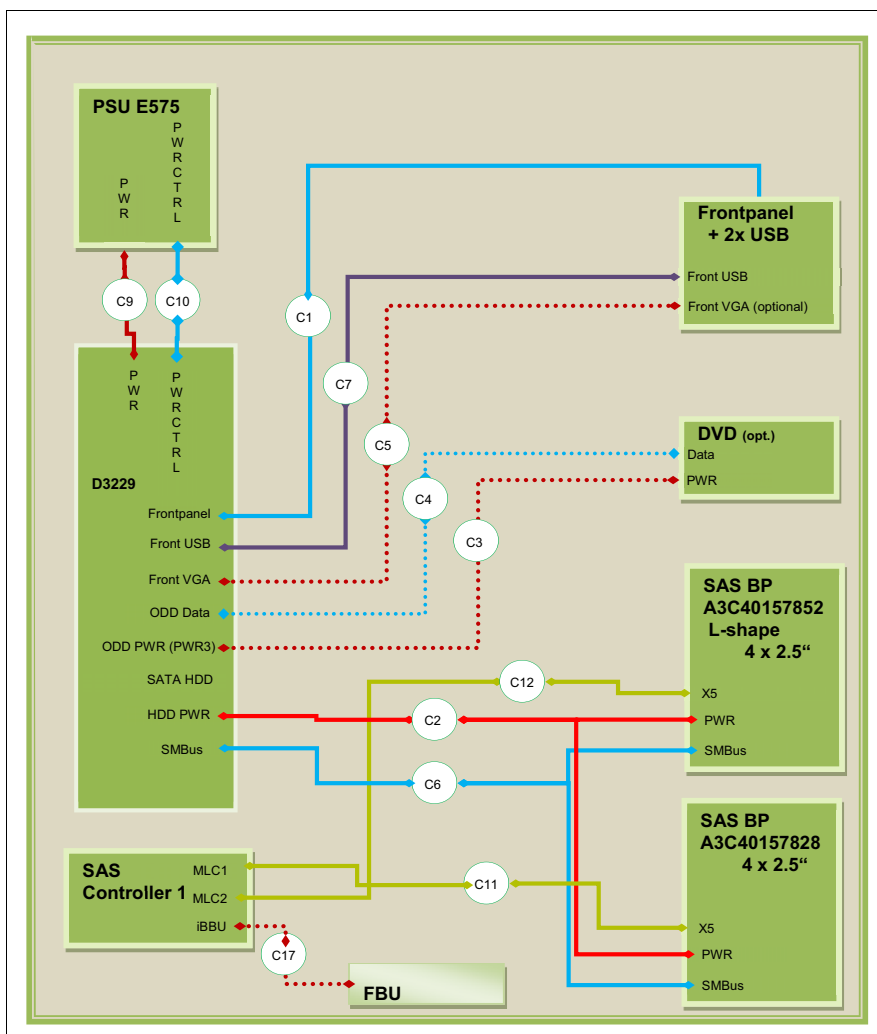 PSU E575
PWR
PWRCTRL
C9
C10
C1
Frontpanel
+ 2x USB
Front USB
Front VGA (optional)
PWR
PWRCTRL
D3229
C7
C5
C4
C3
DVD (opt.)
Data
PWR
Frontpanel
Front USB
Front VGA
ODD Data
ODD PWR (PWR3)
SATA HDD
HDD PWR
SMBus
C12
C2
C6
SAS BP
A3C40157852
L-shape
4 x 2.5“
X5
PWR
SMBus
SAS BP
A3C40157828
4 x 2.5“
X5
PWR
SMBus
SAS
Controller 1
MLC1
MLC2
iBBU
C11
C17
FBU